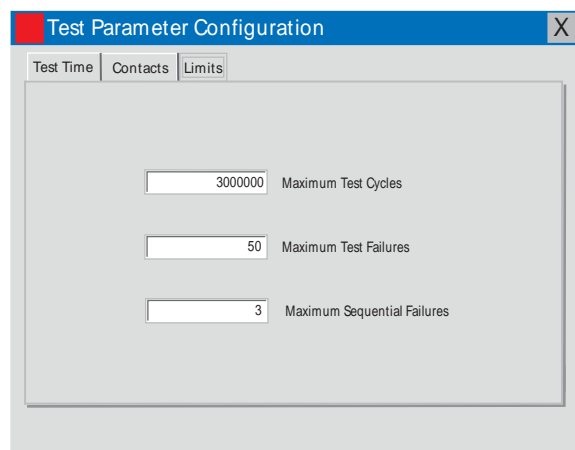 Test Parameter Configuration X
Test Time Contacts Limits
3000000 Maximum Test Cycles
50 Maximum Test Failures
3 Maximum Sequential Failures